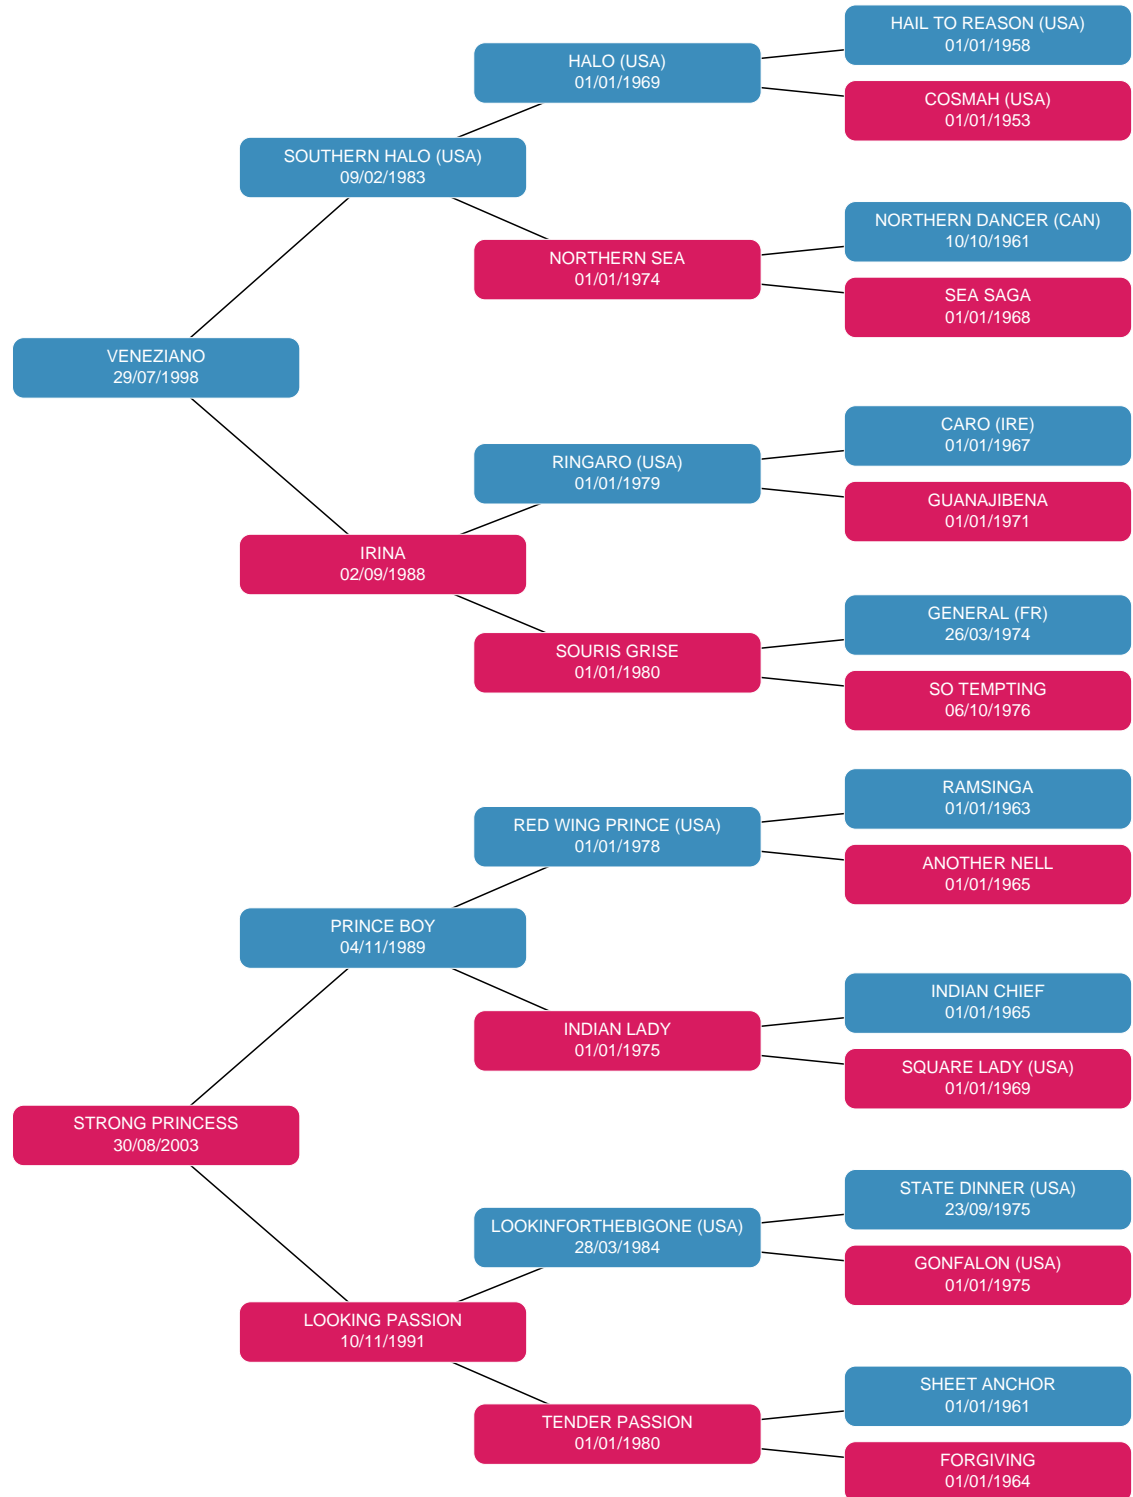 HAIL TO REASON (USA)
01/01/1958
HALO (USA)
01/01/1969
COSMAH (USA)
01/01/1953
SOUTHERN HALO (USA)
09/02/1983
NORTHERN DANCER (CAN)
10/10/1961
NORTHERN SEA
01/01/1974
SEA SAGA
01/01/1968
VENEZIANO
29/07/1998
CARO (IRE)
01/01/1967
RINGARO (USA)
01/01/1979
GUANAJIBENA
01/01/1971
IRINA
02/09/1988
GENERAL (FR)
26/03/1974
SOURIS GRISE
01/01/1980
SO TEMPTING
06/10/1976
RAMSINGA
01/01/1963
RED WING PRINCE (USA)
01/01/1978
ANOTHER NELL
01/01/1965
PRINCE BOY
04/11/1989
INDIAN CHIEF
01/01/1965
INDIAN LADY
01/01/1975
SQUARE LADY (USA)
01/01/1969
STRONG PRINCESS
30/08/2003
STATE DINNER (USA)
23/09/1975
LOOKINFORTHEBIGONE (USA)
28/03/1984
GONFALON (USA)
01/01/1975
LOOKING PASSION
10/11/1991
SHEET ANCHOR
01/01/1961
TENDER PASSION
01/01/1980
FORGIVING
01/01/1964